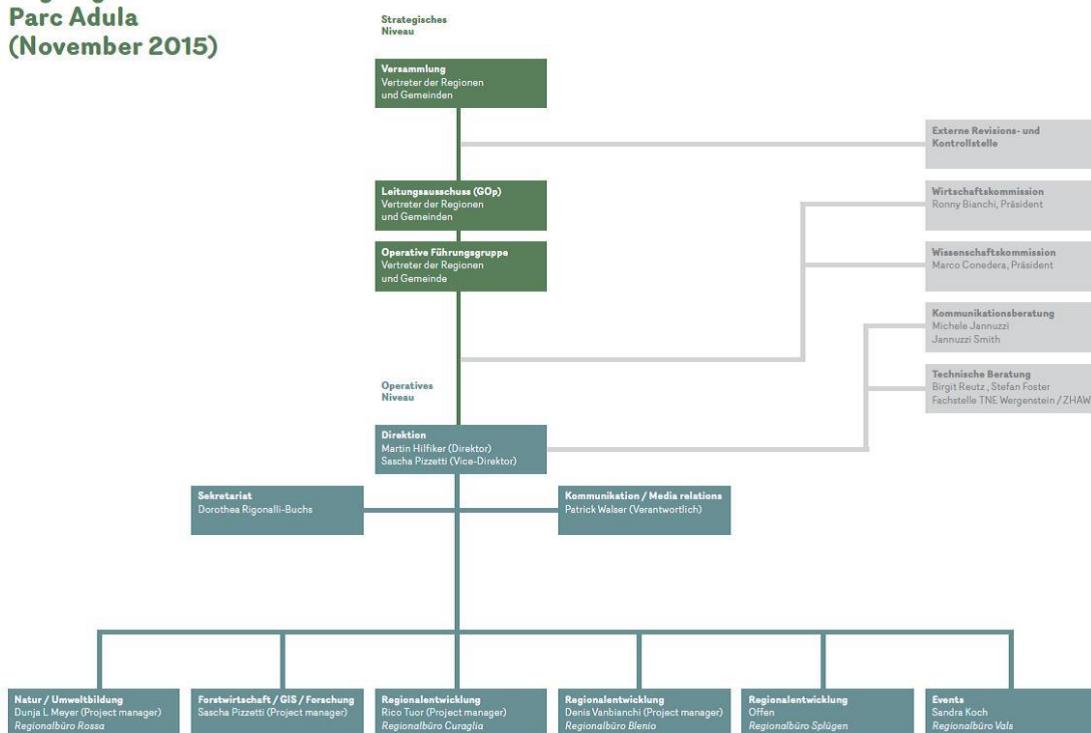 Parc Adula
(November 2015)
Strategisches
Niveau
Versammlung
Vertreter der Regionen
und Gemeinden
Externe Revisions- und
Kontrollstelle
Leitungsausschuss (GOp)
Vertreter der Regionen
und Gemeinden
Wirtschaftskommission
Ronny Bianchi, Präsident
Operative Führungsgruppe
Vertreter der Regionen
und Gemeinde
Wissenschaftskommission
Marco Conedera, Präsident
Kommunikationsberatung
Michele Jannuzzi
Jannuzzi Smith
Technische Beratung
Birgit Reutz , Stefan Foster
Fachstelle TNE Wergenstein / ZHAW
Operatives
Niveau
Direktion
Martin Hilfiker (Direktor)
Sascha Pizzetti (Vice-Direktor)
Sekretariat
Dorothea Rigonalli-Buchs
Kommunikation / Media relations
Patrick Walser (Verantwortlich)
Natur / Umweltbildung
Dunja L Meyer (Project manager)
Regionalbüro Rossa
Forstwirtschaft / GIS / Forschung
Sascha Pizzetti (Project manager)
Regionalentwicklung
Rico Tuor (Project manager)
Regionalbüro Curaglia
Regionalentwicklung
Denis Vanbianchi (Project manager)
Regionalbüro Blenio
Regionalentwicklung
Offen
Regionalbüro Splügen
Events
Sandra Koch
Regionalbüro Vals